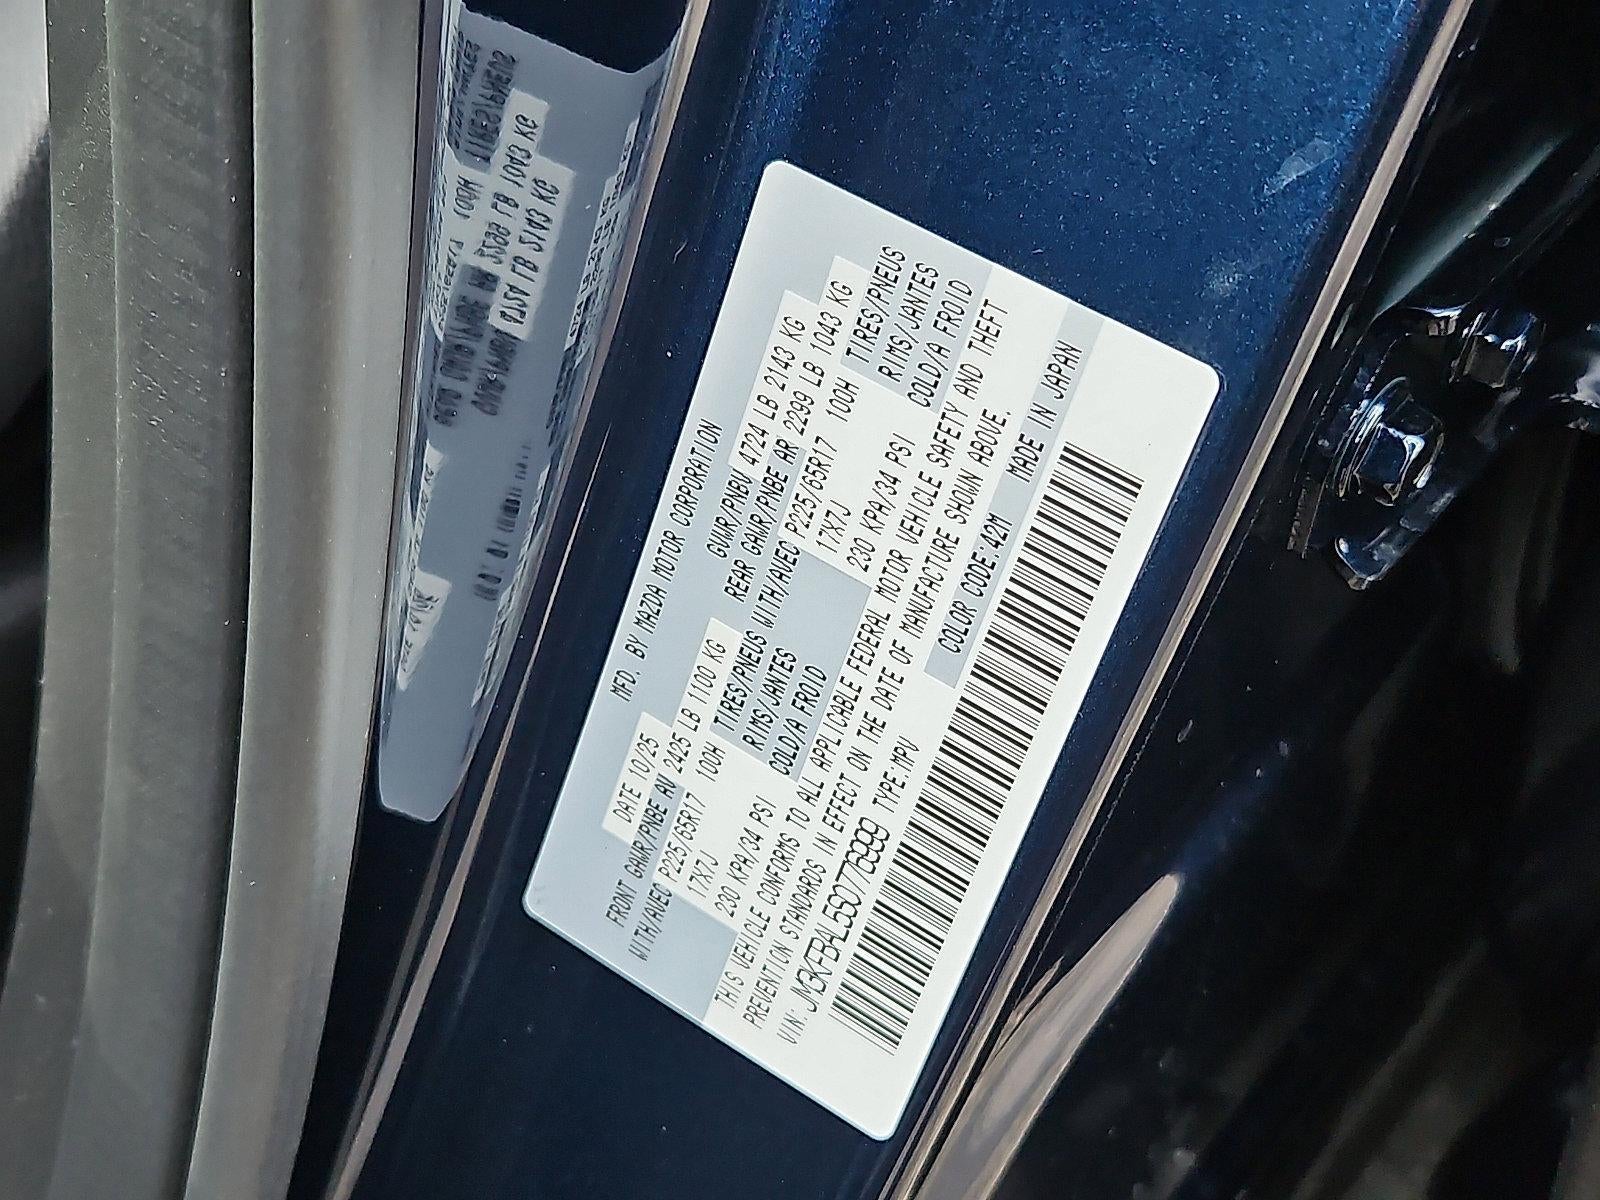 MFD. BY MAZDA MOTOR CORPORATION
DATE 10/25 GVWR/PNBV 4724 LB 2143 KG
FRONT GAWR/PNBE AV 2425 LB 1100 KG REAR GAWR/PNBE AR 2299 LB 1043 KG
WITH/AVEC P225/65R17 100H TIRES/PNEUS WITH/AVEC P225/65R17 100H TIRES/PNEUS
17X7J RIMS/JANTES 17X7J RIMS/JANTES
230 KPA/34 PSI COLD/A FROID 230 KPA/34 PSI COLD/A FROID
THIS VEHICLE CONFORMS TO ALL APPLICABLE FEDERAL MOTOR VEHICLE SAFETY AND THEFT
PREVENTION STANDARDS IN EFFECT ON THE DATE OF MANUFACTURE SHOWN ABOVE.
VIN: JM3KFBAL5S0776999 TYPE:MPV COLOR CODE:42M MADE IN JAPAN